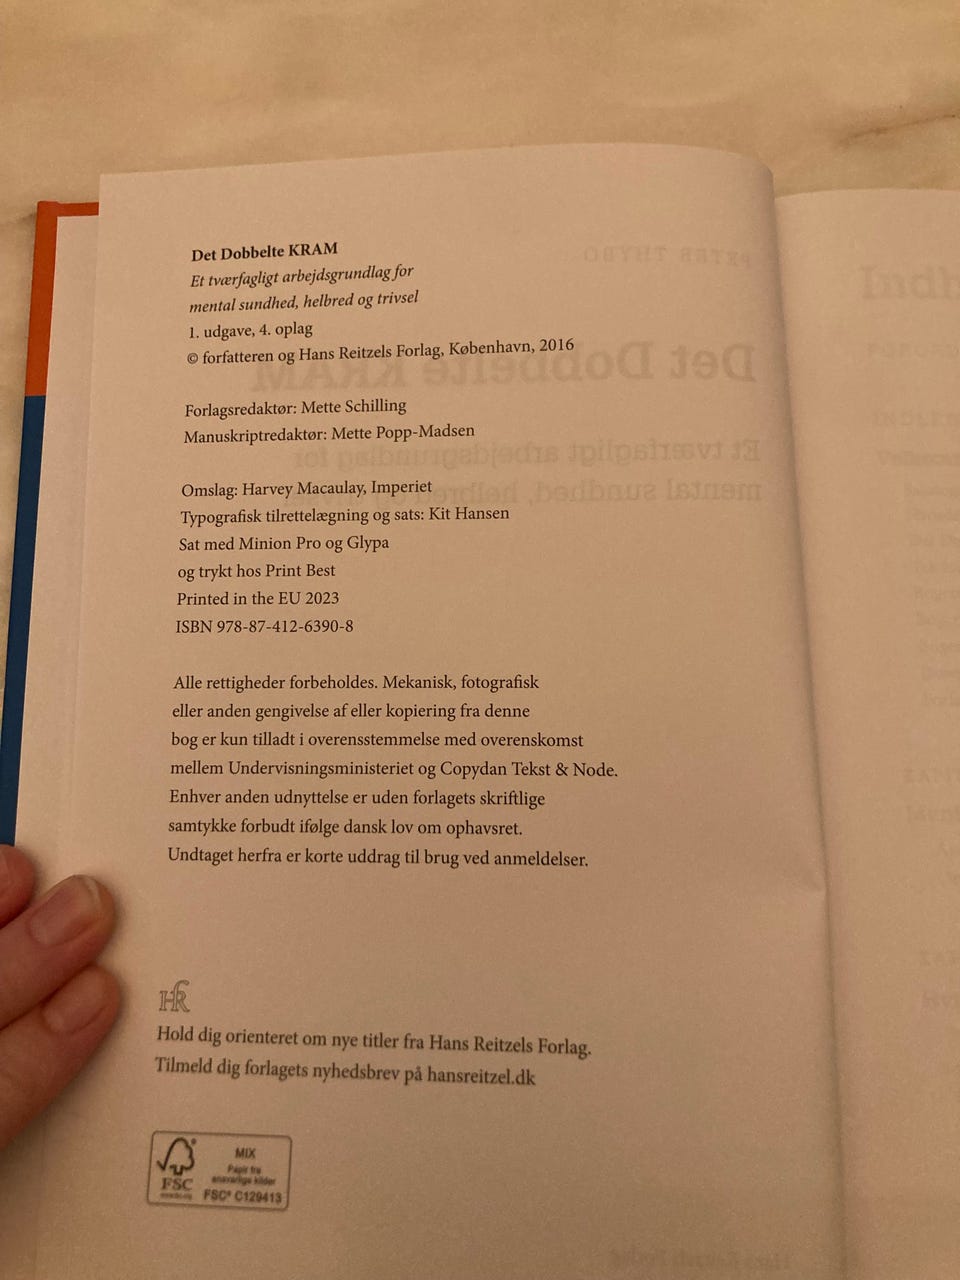 Det Dobbelte KRAM
Et tværfagligt arbejdsgrundlag for
mental sundhed, helbred og trivsel
1. udgave, 4. oplag
© forfatteren og Hans Reitzels Forlag, København, 2016
Forlagsredaktør: Mette Schilling
Manuskriptredaktør: Mette Popp-Madsen
Omslag: Harvey Macaulay, Imperiet
Typografisk tilrettelægning og sats: Kit Hansen
Sat med Minion Pro og Glypa
og trykt hos Print Best
Printed in the EU 2023
ISBN 978-87-412-6390-8
Alle rettigheder forbeholdes. Mekanisk, fotografisk
eller anden gengivelse af eller kopiering fra denne
bog er kun tilladt i overensstemmelse med overenskomst
mellem Undervisningsministeriet og Copydan Tekst & Node.
Enhver anden udnyttelse er uden forlagets skriftlige
samtykke forbudt ifølge dansk lov om ophavsret.
Undtaget herfra er korte uddrag til brug ved anmeldelser.
HR
Hold dig orienteret om nye titler fra Hans Reitzels Forlag.
Tilmeld dig forlagets nyhedsbrev på hansreitzel.dk
FSC
MIX
Papir fra
ansvarlige kilder
FSC® C129413